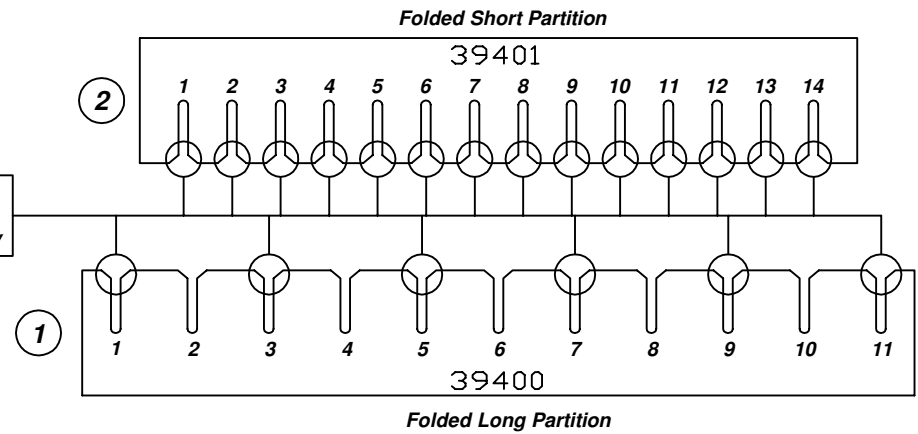 Folded Short Partition
39401
2
1 2 3 4 5 6 7 8 9 10 11 12 13 14
1
1 2 3 4 5 6 7 8 9 10 11
39400
Folded Long Partition